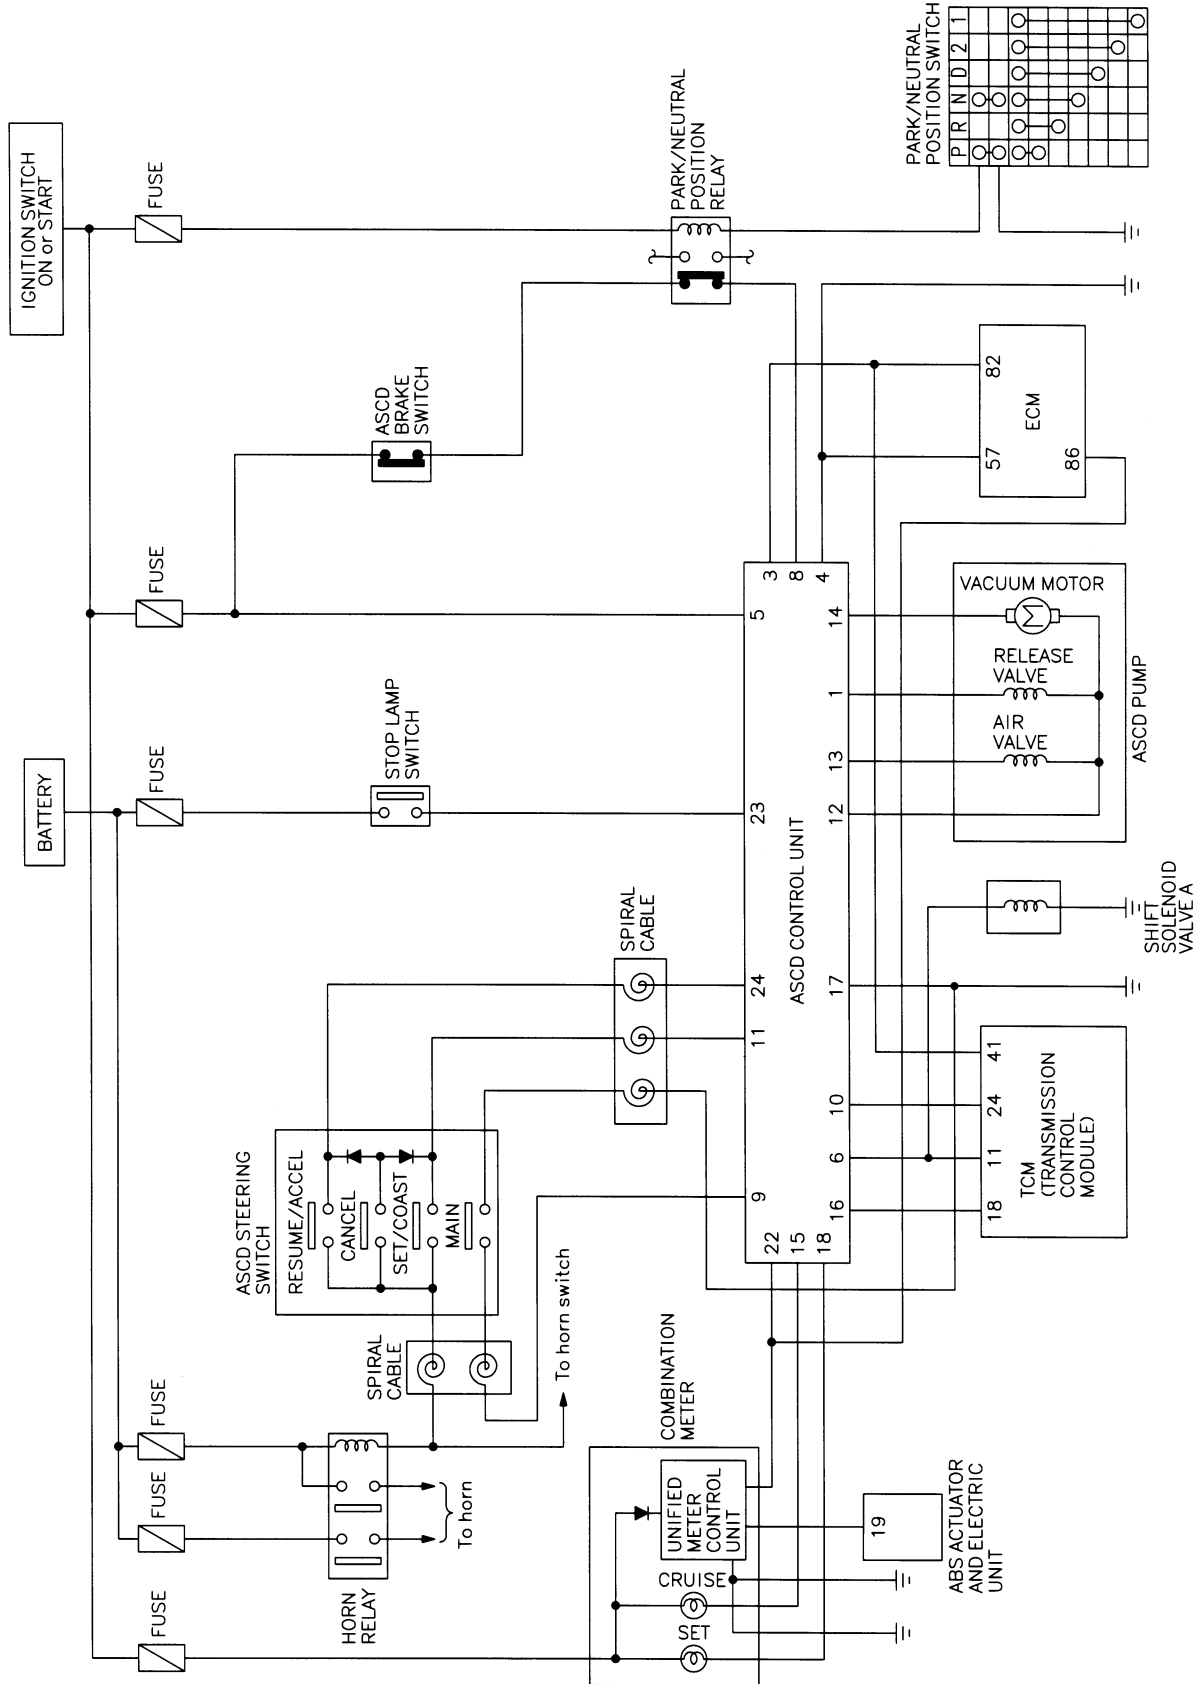 IGNITION SWITCH
ON or START
BATTERY
FUSE
FUSE
FUSE
FUSE
FUSE
FUSE
HORN
RELAY
To horn
To horn switch
SPIRAL
CABLE
ASCD STEERING
SWITCH
RESUME/ACCEL
CANCEL
SET/COAST
MAIN
SPIRAL
CABLE
STOP LAMP
SWITCH
ASCD
BRAKE
SWITCH
PARK/NEUTRAL
POSITION
RELAY
PARK/NEUTRAL
POSITION SWITCH
P R N D 2 1
COMBINATION
METER
UNIFIED
METER
CONTROL
UNIT
CRUISE
SET
ABS ACTUATOR
AND ELECTRIC
UNIT
19
ASCD CONTROL UNIT
9
11
24
23
5
22
15
18
3
8
4
16
6
10
17
12
13
1
14
TCM
(TRANSMISSION
CONTROL
MODULE)
18
11
24
41
SHIFT
SOLENOID
VALVE A
ASCD PUMP
AIR
VALVE
RELEASE
VALVE
VACUUM MOTOR
M
ECM
57
82
86